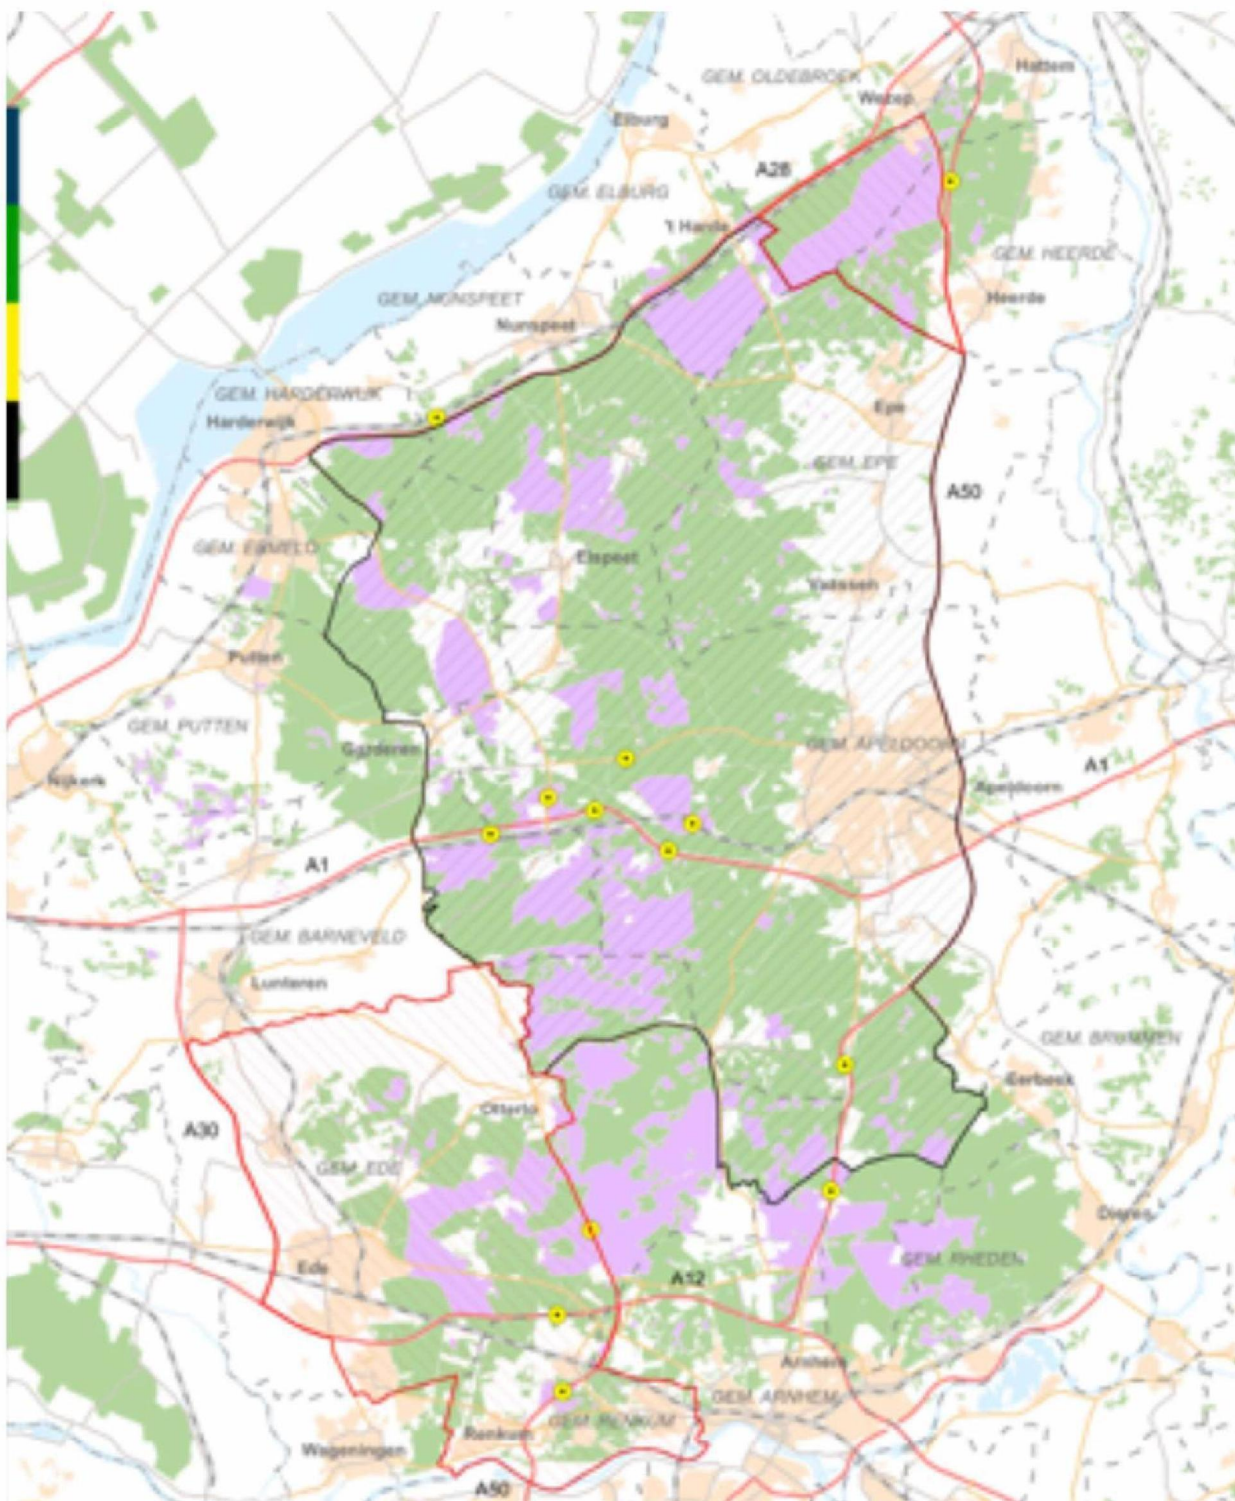 Hattem
GEM. OLDEBROEK
Wezep
Elburg
A28
GEM. ELBURG
't Harde
GEM. HEERDE
GEM. NUNSPEET
Heerde
Nunspeet
GEM. HARDERWIJK
Epe
Harderwijk
GEM. EPE
A50
GEM. ERMELO
Elspeet
Vaassen
Putten
GEM. PUTTEN
Garderen
GEM. APELDOORN
A1
Nijkerk
Apeldoorn
A1
GEM. BARNEVELD
Lunteren
GEM. BRUMMEN
Eerbeek
Otterlo
A30
GEM. EDE
Dieren
GEM. RHEDEN
Ede
A12
Arnhem
GEM. ARNHEM
GEM. RENKUM
Renkum
Wageningen
A50